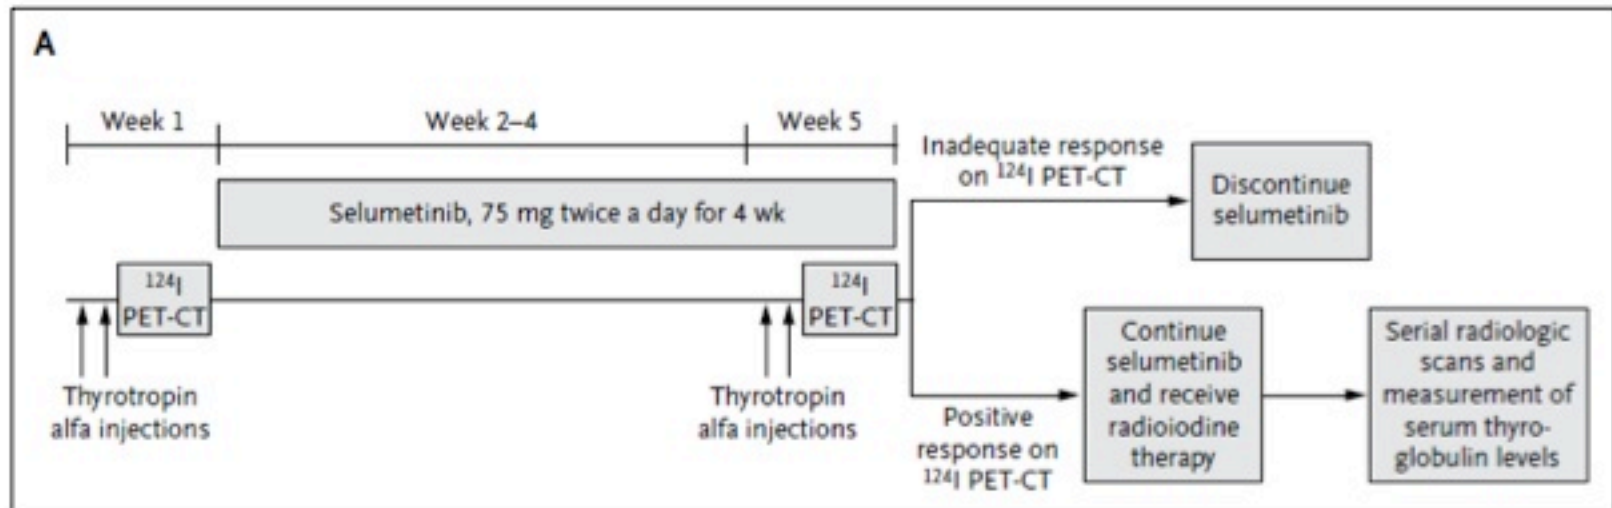 A
Week 1
Week 2–4
Week 5
Selumetinib, 75 mg twice a day for 4 wk
¹²⁴I
PET-CT
Thyrotropin
alfa injections
¹²⁴I
PET-CT
Thyrotropin
alfa injections
Inadequate response
on ¹²⁴I PET-CT
Discontinue
selumetinib
Positive
response on
¹²⁴I PET-CT
Continue
selumetinib
and receive
radioiodine
therapy
Serial radiologic
scans and
measurement of
serum thyro-
globulin levels